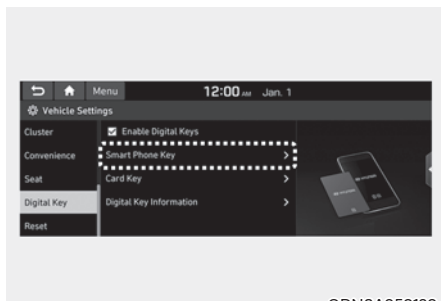 Menu 12:00 AM Jan. 1
Vehicle Settings
Cluster
Enable Digital Keys
Convenience
Smart Phone Key
Seat
Card Key
Digital Key
Digital Key Information
Reset